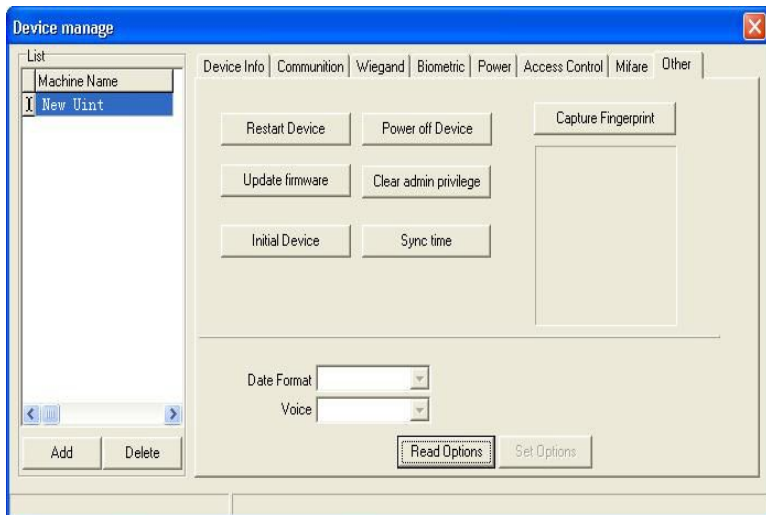 Device manage
List
Machine Name
New Uint
Add
Delete
Device Info
Communition
Wiegand
Biometric
Power
Access Control
Mifare
Other
Restart Device
Power off Device
Capture Fingerprint
Update firmware
Clear admin privilege
Initial Device
Sync time
Date Format
Voice
Read Options
Set Options